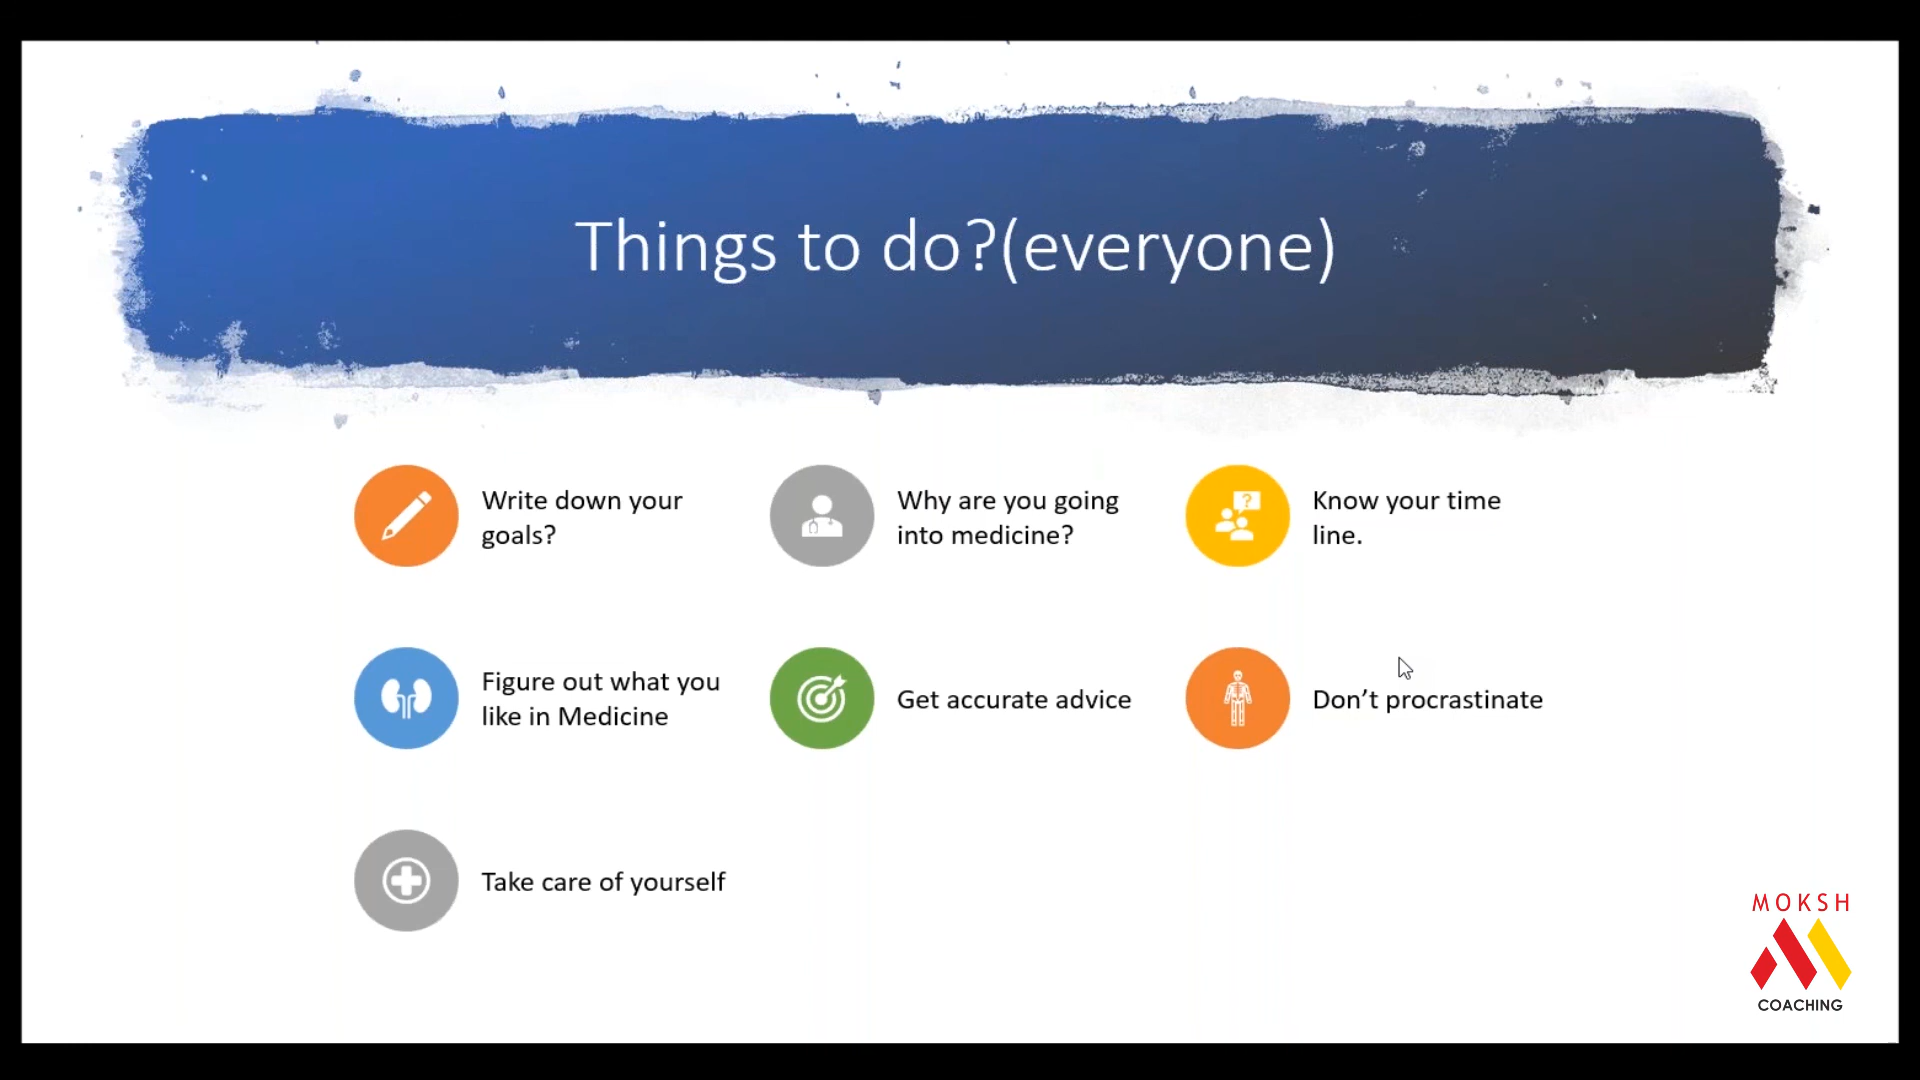 Things to do?(everyone)
Write down your
goals?
Why are you going
into medicine?
Know your time
line.
Figure out what you
like in Medicine
Get accurate advice
Don’t procrastinate
Take care of yourself
MOKSH
COACHING